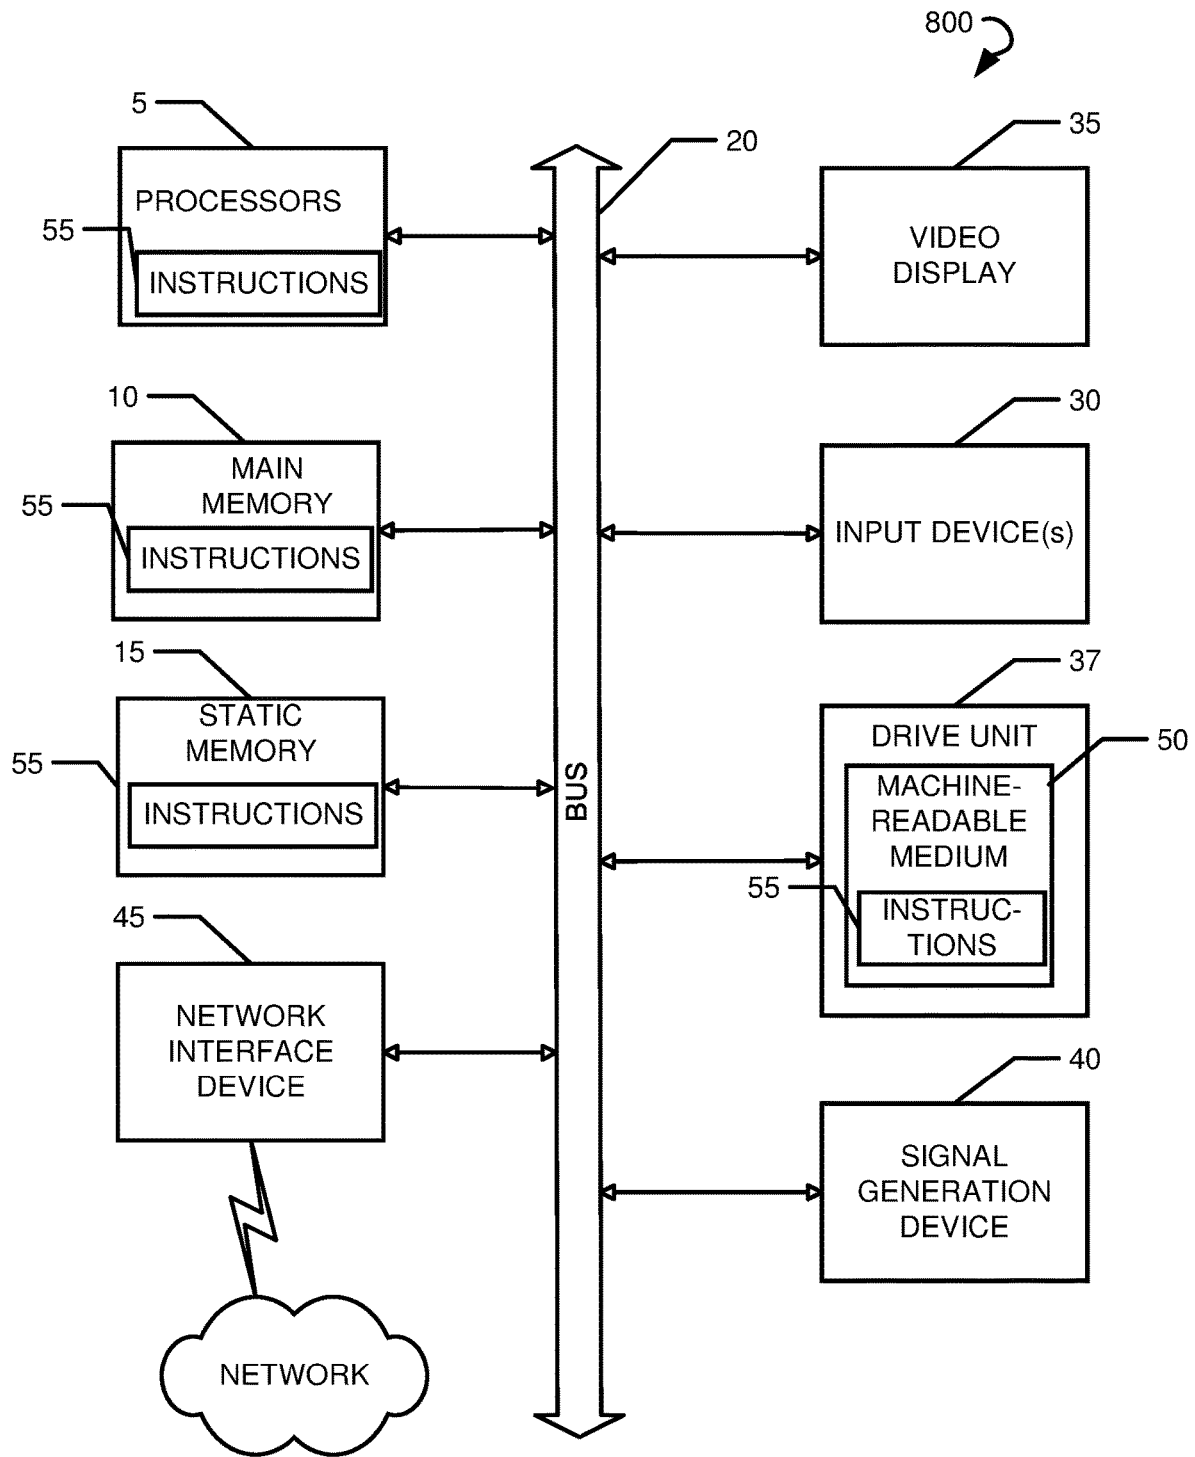 800
5
PROCESSORS
55
INSTRUCTIONS
20
35
VIDEO
DISPLAY
10
MAIN
MEMORY
55
INSTRUCTIONS
30
INPUT DEVICE(s)
15
STATIC
MEMORY
55
INSTRUCTIONS
BUS
37
DRIVE UNIT
50
MACHINE-
READABLE
MEDIUM
55
INSTRUC-
TIONS
45
NETWORK
INTERFACE
DEVICE
40
SIGNAL
GENERATION
DEVICE
NETWORK